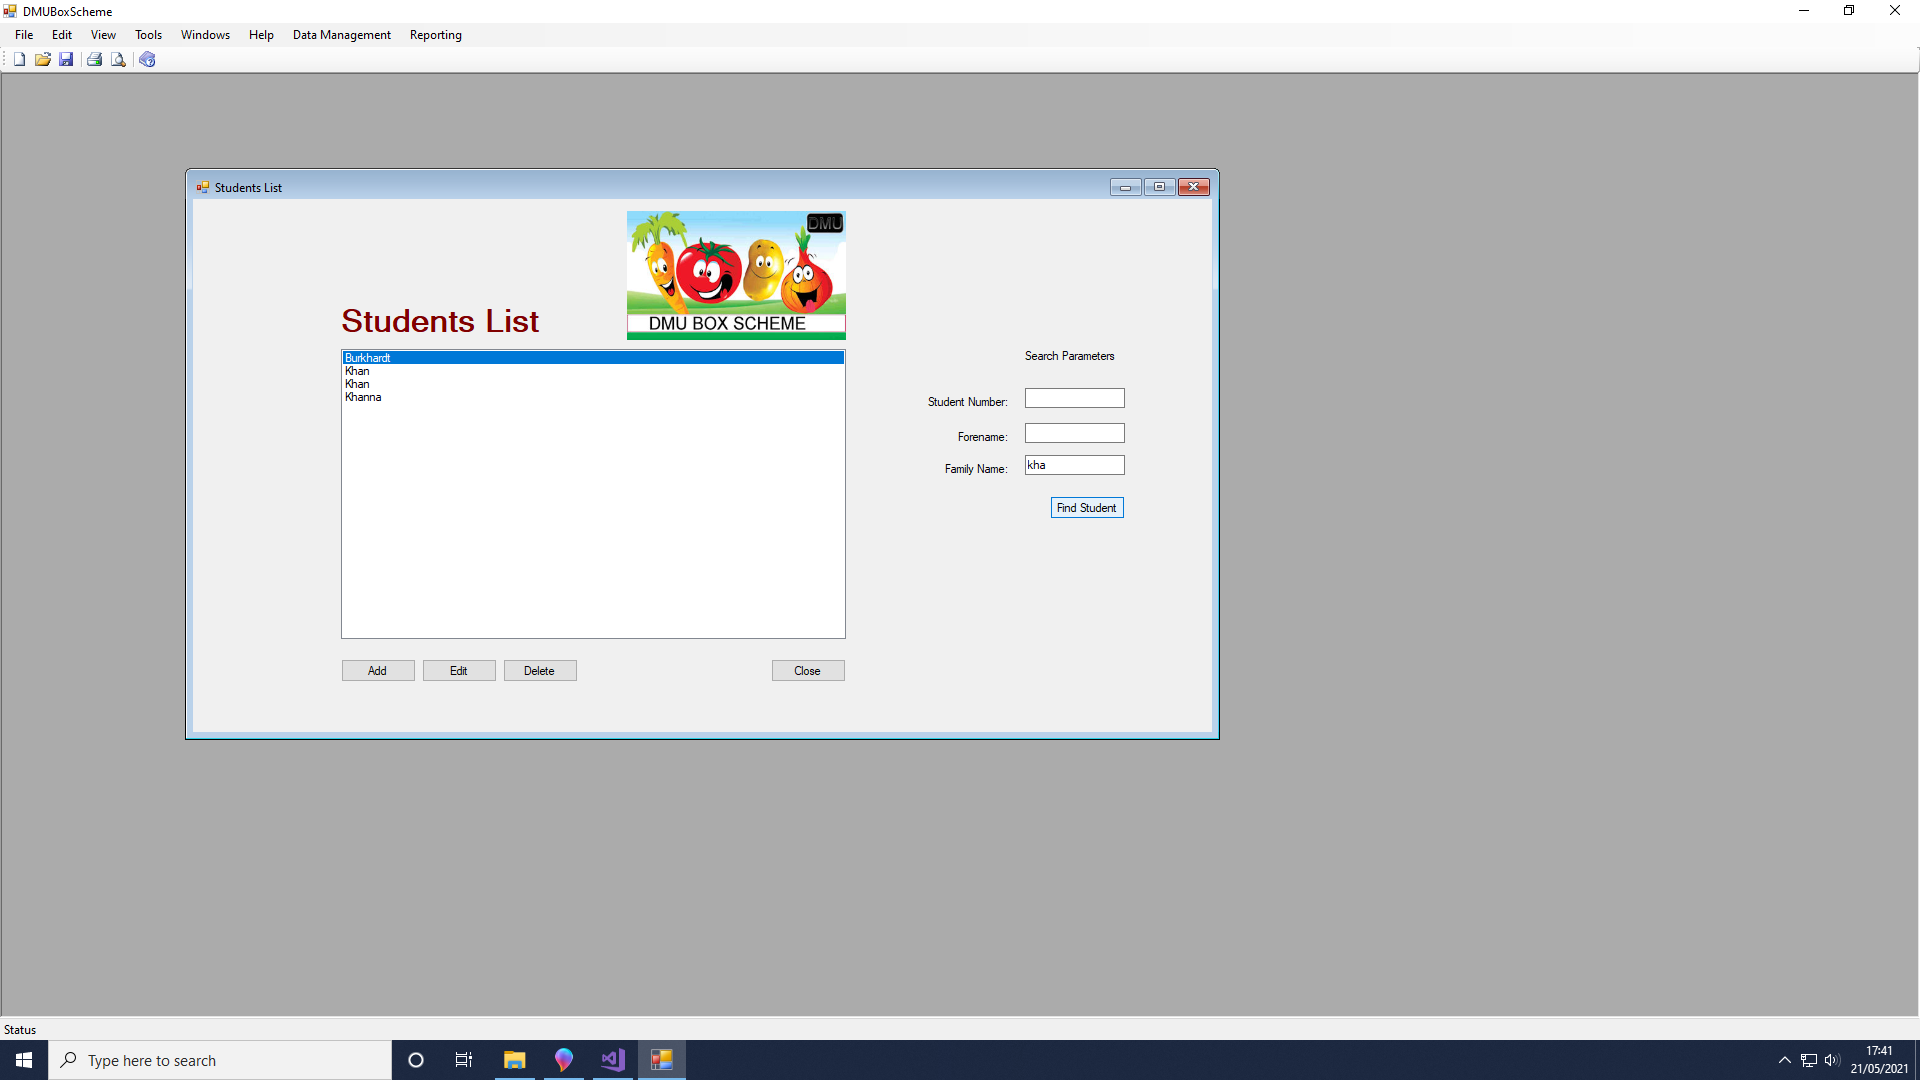 DMUBoxScheme
File Edit View Tools Windows Help Data Management Reporting
Students List
DMU
Students List
DMU BOX SCHEME
Burkhardt
Khan
Khan
Khanna
Search Parameters
Student Number:
Forename:
Family Name: kha
Find Student
Add Edit Delete Close
Status
Type here to search
17:41
21/05/2021